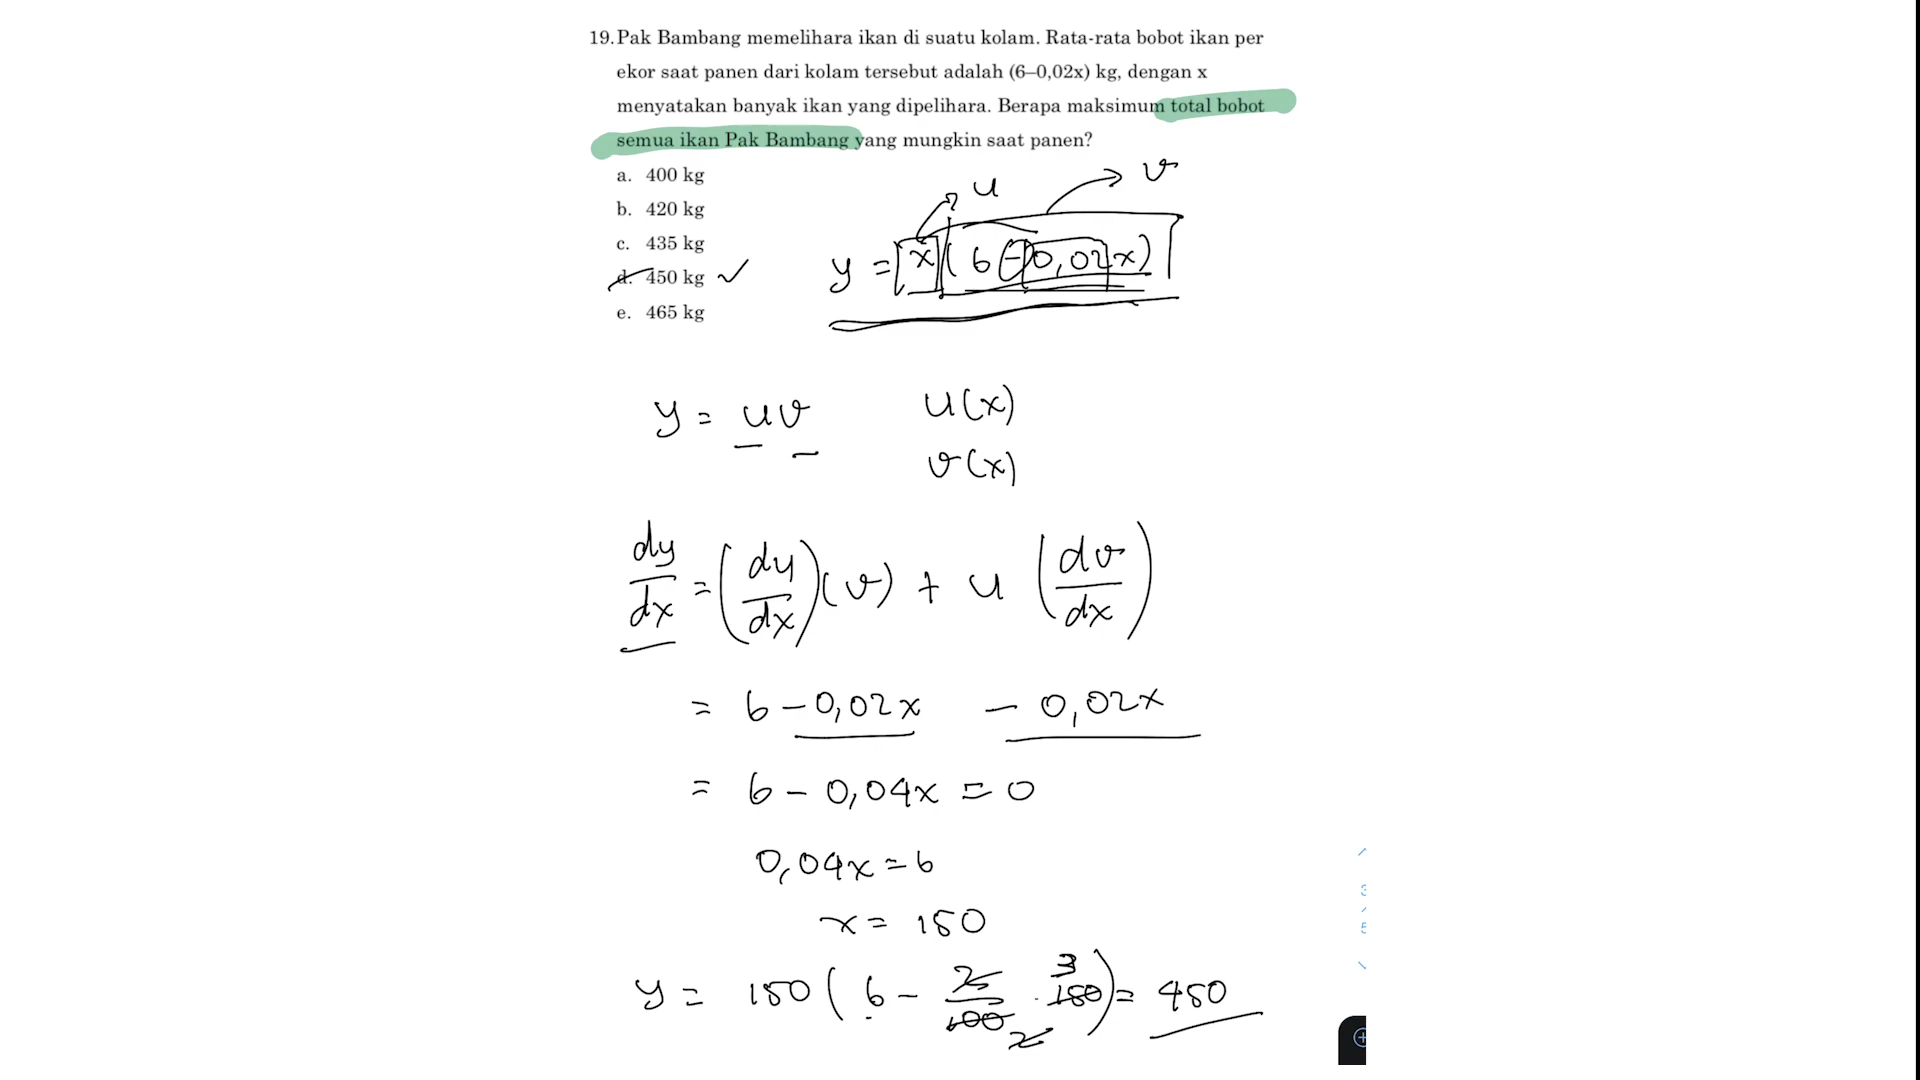 19. Pak Bambang memelihara ikan di suatu kolam. Rata-rata bobot ikan per
ekor saat panen dari kolam tersebut adalah (6–0,02x) kg, dengan x
menyatakan banyak ikan yang dipelihara. Berapa maksimum total bobot
semua ikan Pak Bambang yang mungkin saat panen?
a. 400 kg
b. 420 kg
c. 435 kg
d. 450 kg ✓
e. 465 kg
u
v
y = x(6-0,02x)
y = uv
u(x)
v(x)
dy/dx = (du/dx)(v) + u (dv/dx)
= 6 - 0,02x - 0,02x
= 6 - 0,04x = 0
0,04x = 6
x = 150
y = 150(6 - 2/100 2 . 150 3) = 450
3
5